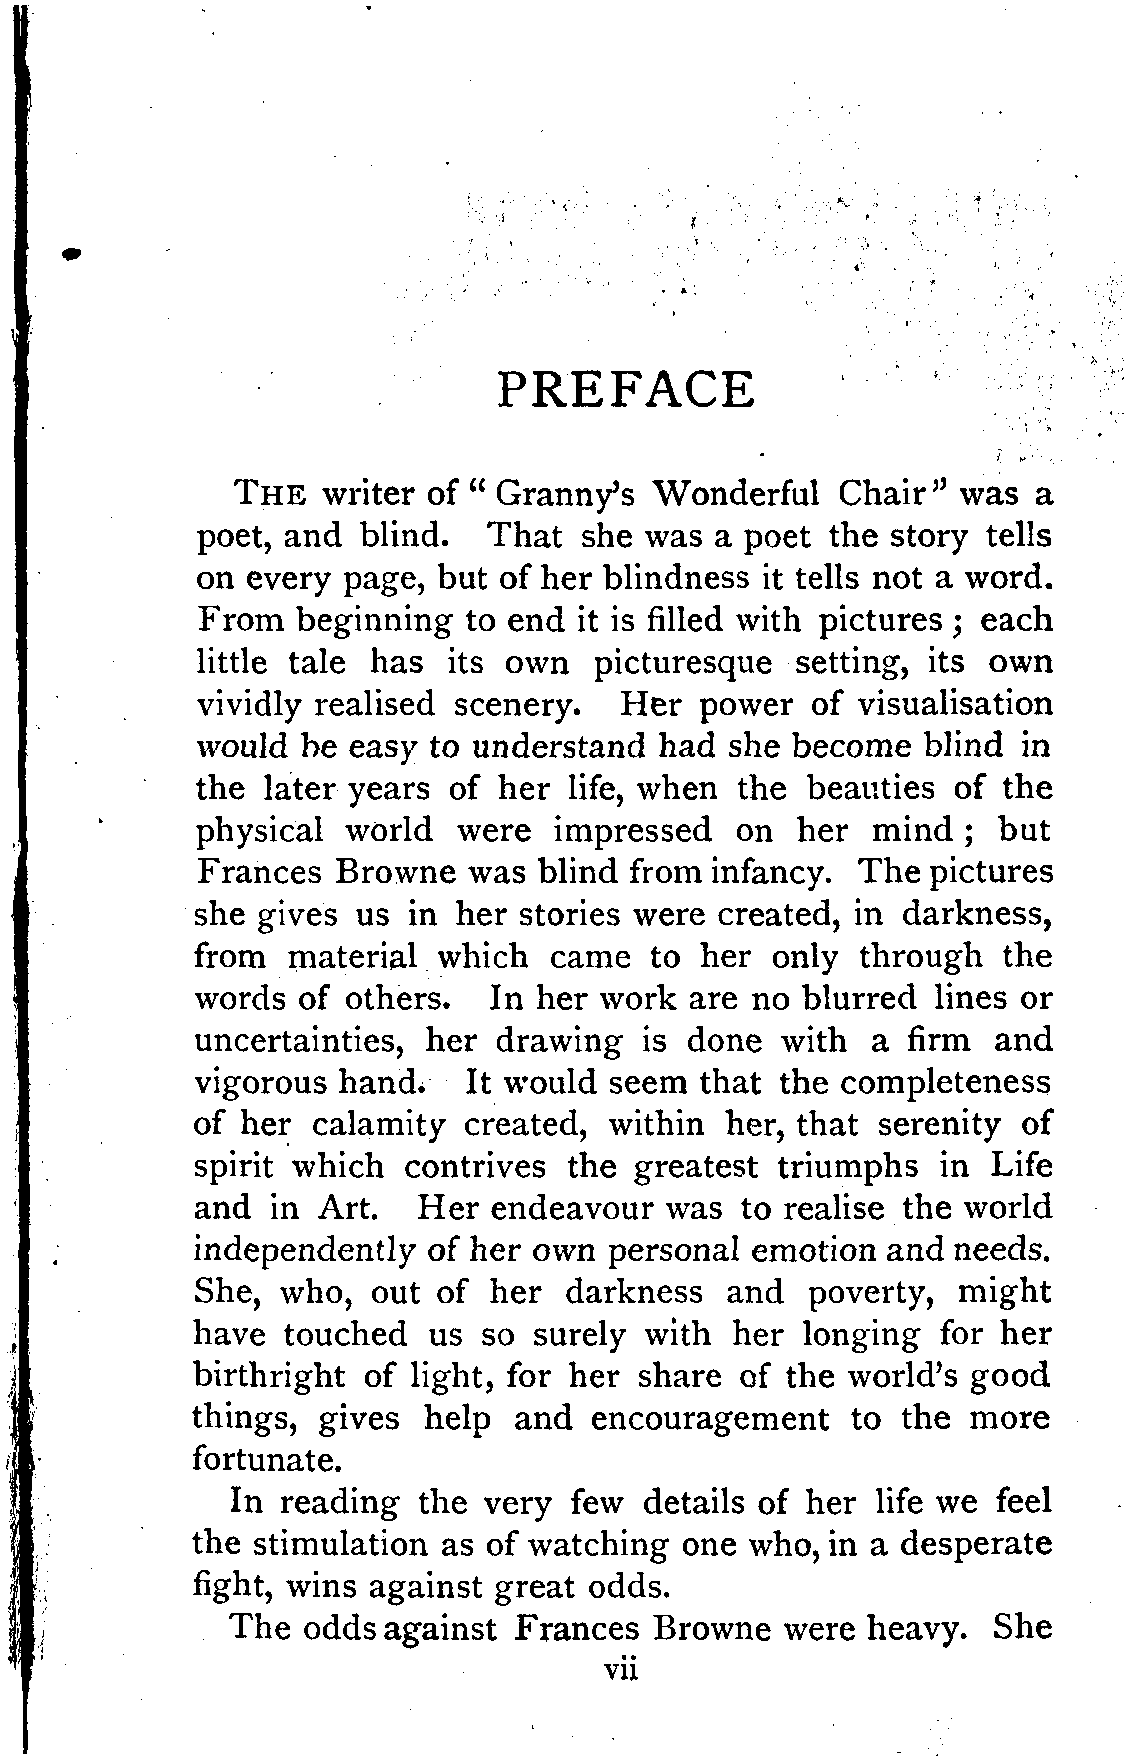 PREFACE
THE writer of “ Granny’s Wonderful Chair” was a
poet, and blind. That she was a poet the story tells
on every page, but of her blindness it tells not a word.
From beginning to end it is filled with pictures ; each
little tale has its own picturesque setting, its own
vividly realised scenery. Her power of visualisation
would be easy to understand had she become blind in
the later years of her life, when the beauties of the
physical world were impressed on her mind ; but
Frances Browne was blind from infancy. The pictures
she gives us in her stories were created, in darkness,
from material which came to her only through the
words of others. In her work are no blurred lines or
uncertainties, her drawing is done with a firm and
vigorous hand. It would seem that the completeness
of her calamity created, within her, that serenity of
spirit which contrives the greatest triumphs in Life
and in Art. Her endeavour was to realise the world
independently of her own personal emotion and needs.
She, who, out of her darkness and poverty, might
have touched us so surely with her longing for her
birthright of light, for her share of the world’s good
things, gives help and encouragement to the more
fortunate.
In reading the very few details of her life we feel
the stimulation as of watching one who, in a desperate
fight, wins against great odds.
The odds against Frances Browne were heavy. She
vii